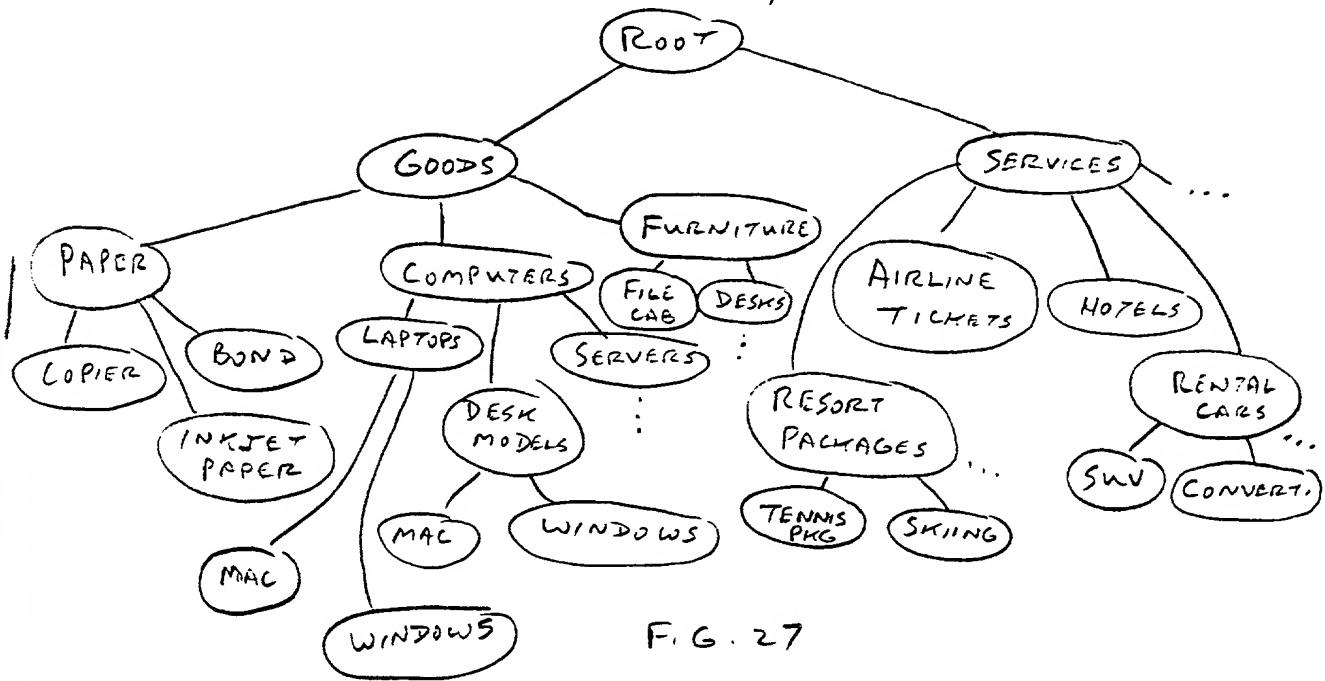 ROOT
GOODS
SERVICES
...
PAPER
COMPUTERS
FURNITURE
FILE
CAB
DESKS
AIRLINE
TICKETS
HOTELS
COPIER
BOND
INKJET
PAPER
LAPTOPS
SERVERS
DESK
MODELS
RESORT
PACKAGES
...
RENTAL
CARS
...
MAC
WINDOWS
MAC
WINDOWS
TENNIS
PKG
SKIING
SUV
CONVERT.
FIG. 27